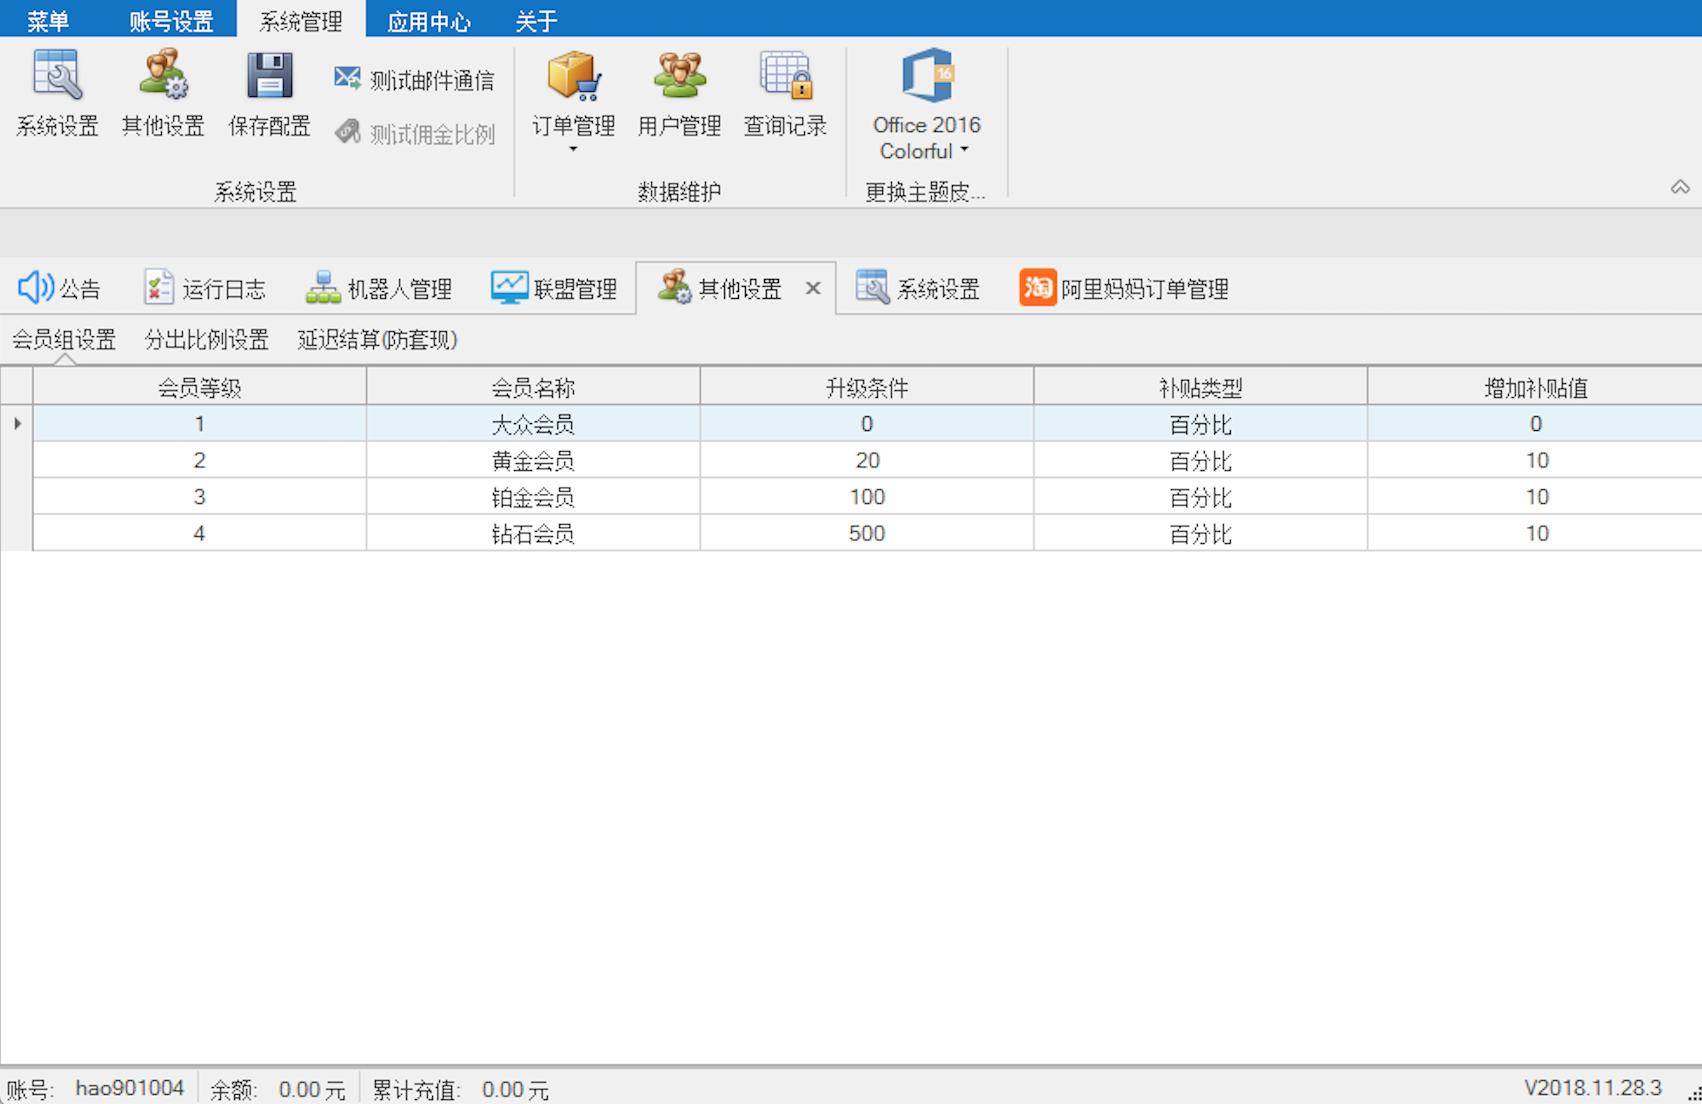 菜单 账号设置 系统管理 应用中心 关于
系统设置 其他设置 保存配置 测试邮件通信 测试佣金比例 订单管理 用户管理 查询记录 Office 2016 Colorful 16
系统设置 数据维护 更换主题皮...
公告 运行日志 机器人管理 联盟管理 其他设置 系统设置 淘 阿里妈妈订单管理
会员组设置 分出比例设置 延迟结算(防套现)
会员等级 会员名称 升级条件 补贴类型 增加补贴值
1 大众会员 0 百分比 0
2 黄金会员 20 百分比 10
3 铂金会员 100 百分比 10
4 钻石会员 500 百分比 10
账号: hao901004 余额: 0.00 元 累计充值: 0.00 元 V2018.11.28.3